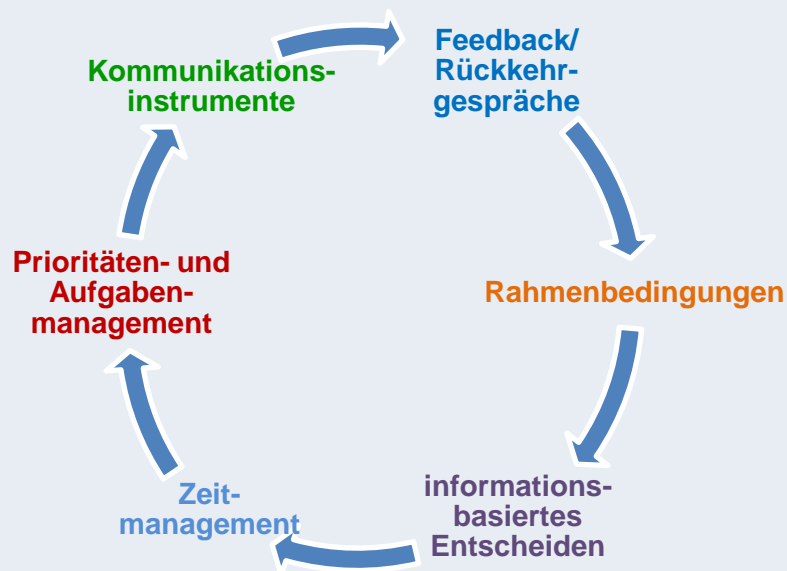 Kommunikations-
instrumente
Feedback/
Rückkehr-
gespräche
Rahmenbedingungen
informations-
basiertes
Entscheiden
Zeit-
management
Prioritäten- und
Aufgaben-
management